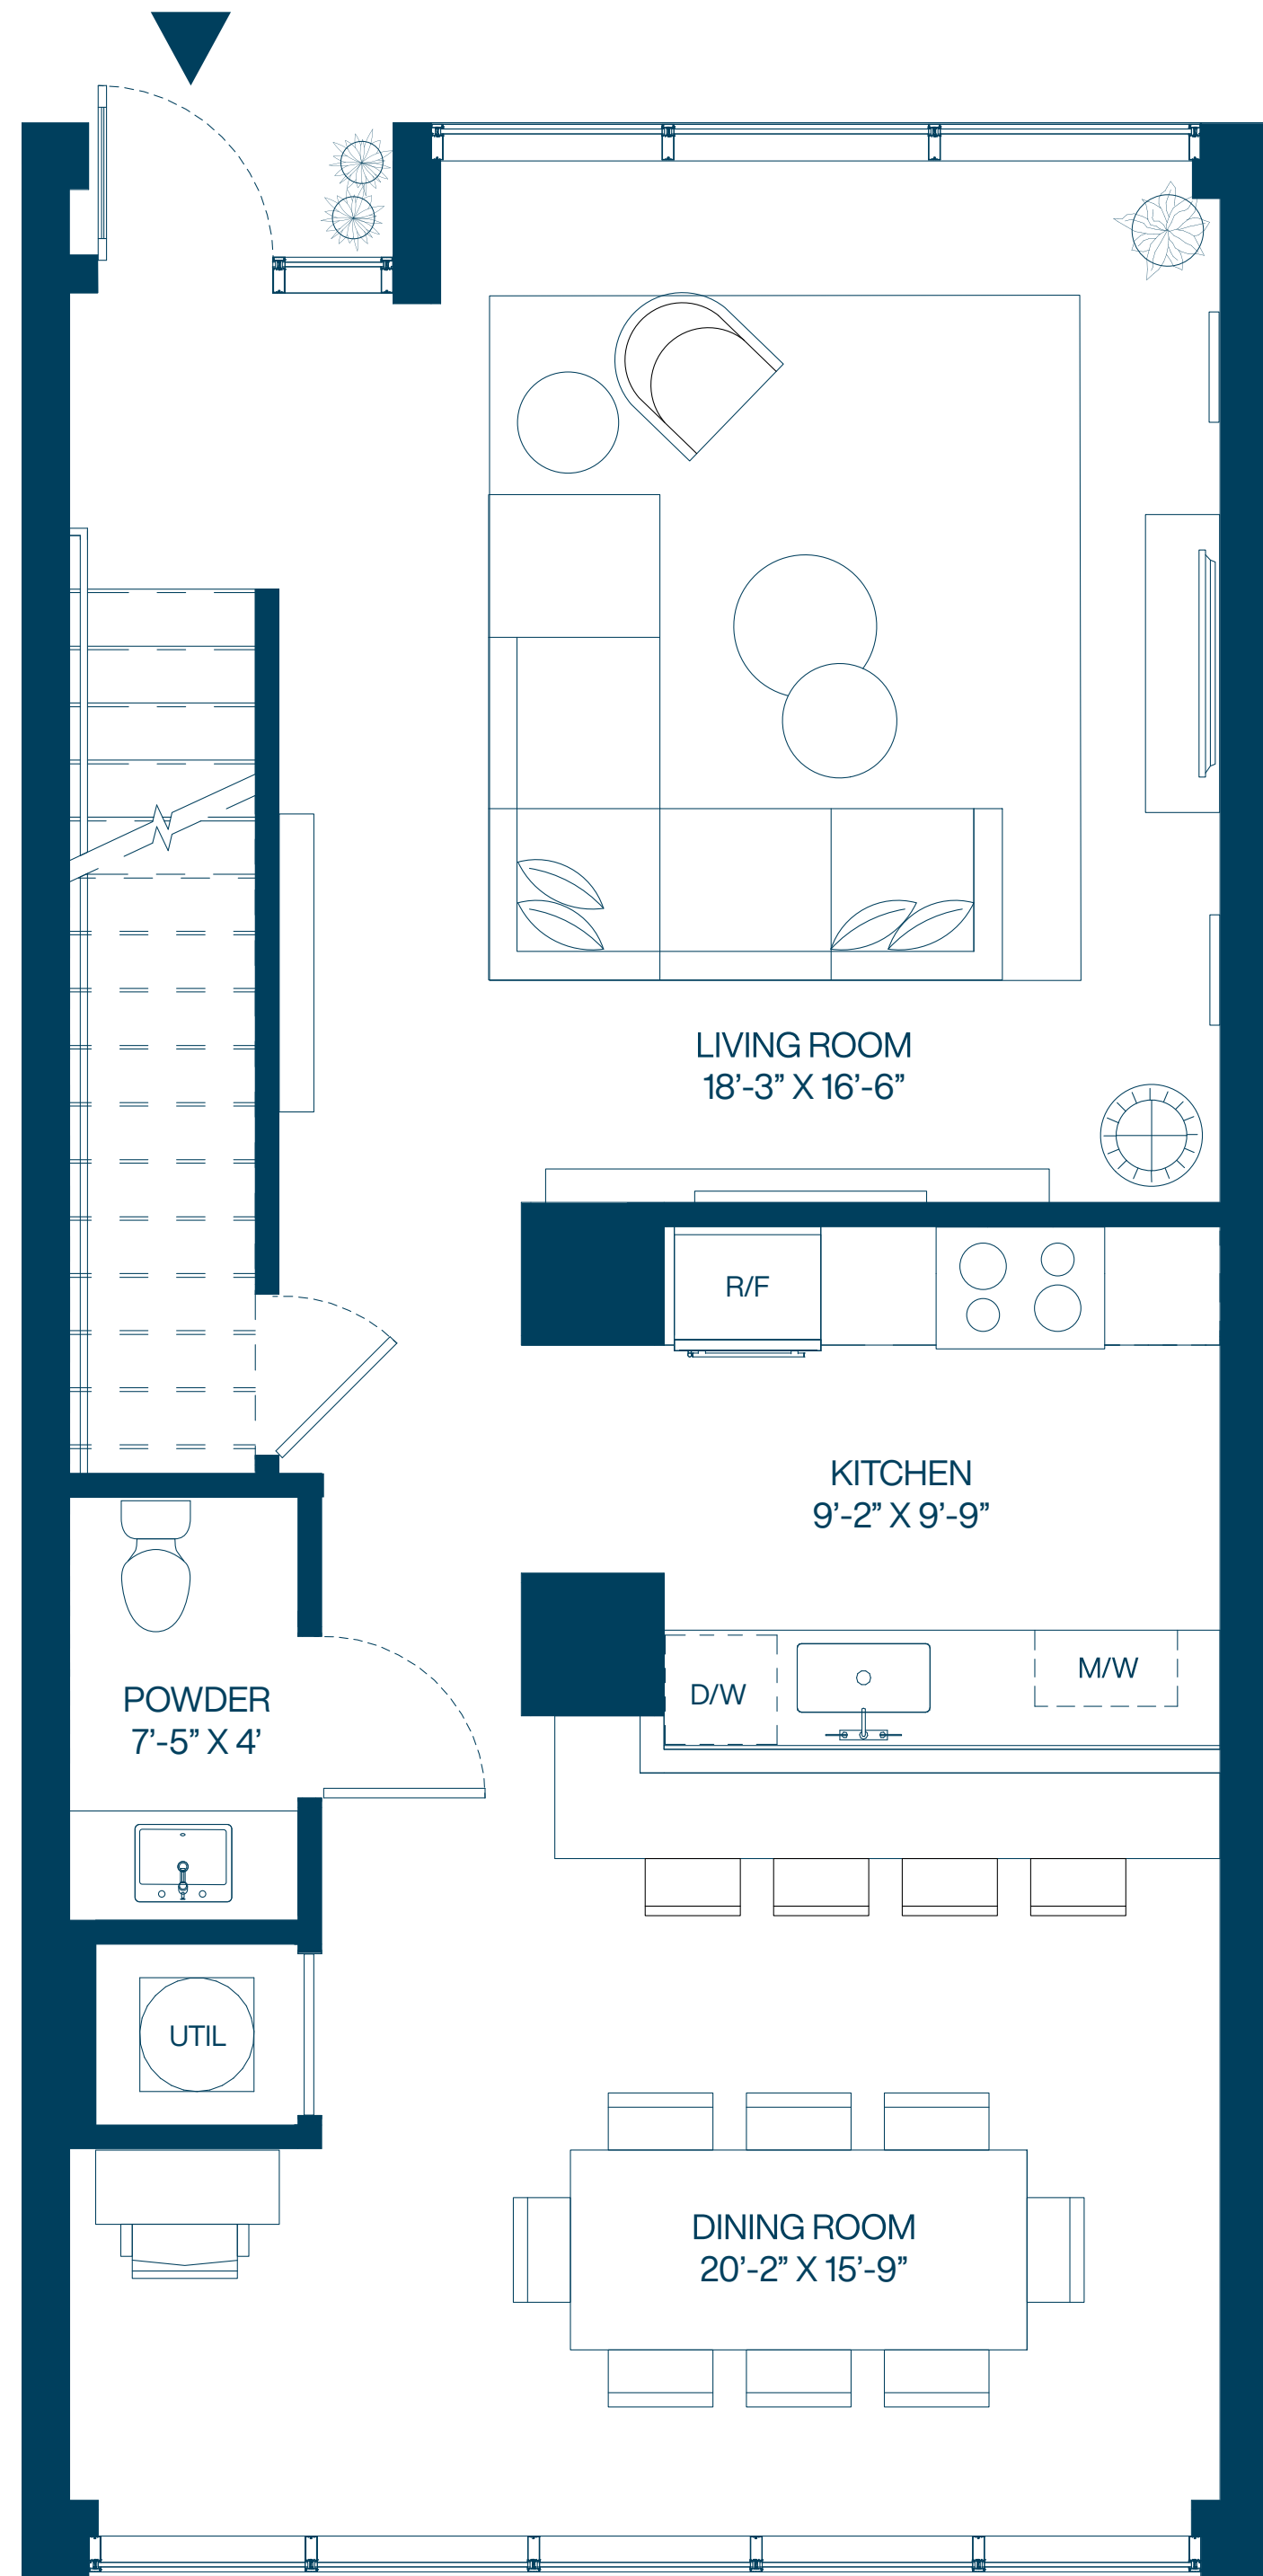 LIVING ROOM
18’-3” X 16’-6”
R/F
KITCHEN
9’-2” X 9’-9”
D/W
M/W
POWDER
7’-5” X 4’
UTIL
DINING ROOM
20’-2” X 15’-9”